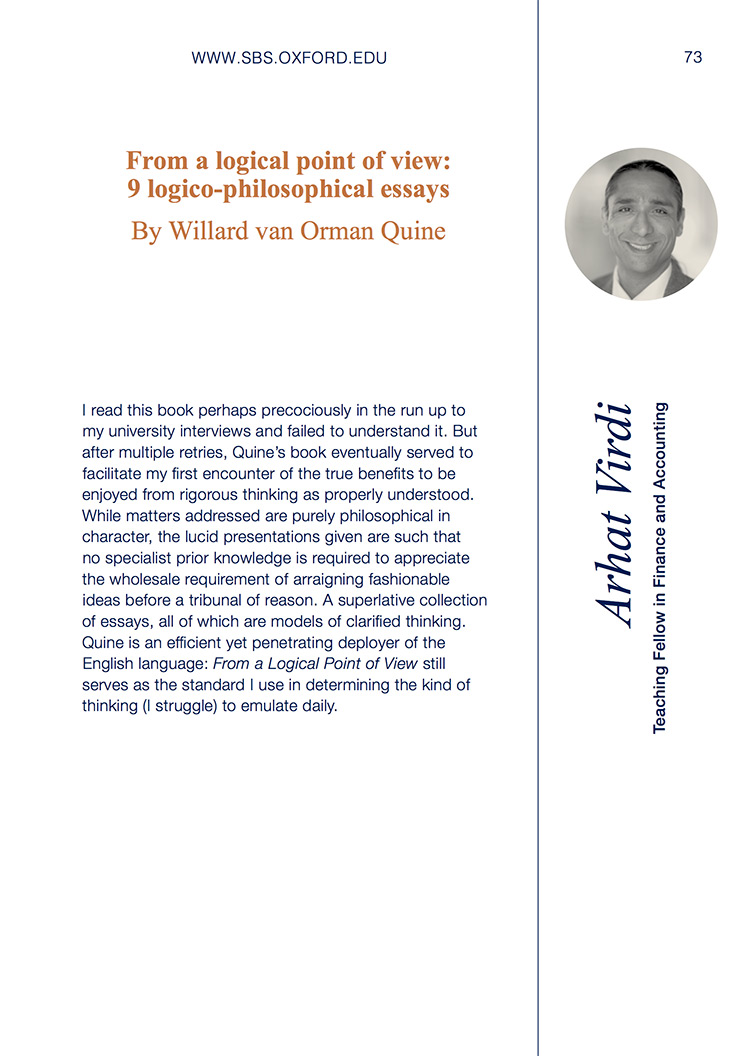 WWW.SBS.OXFORD.EDU
73
From a logical point of view:
9 logico-philosophical essays
By Willard van Orman Quine
I read this book perhaps precociously in the run up to
my university interviews and failed to understand it. But
after multiple retries, Quine’s book eventually served to
facilitate my first encounter of the true benefits to be
enjoyed from rigorous thinking as properly understood.
While matters addressed are purely philosophical in
character, the lucid presentations given are such that
no specialist prior knowledge is required to appreciate
the wholesale requirement of arraigning fashionable
ideas before a tribunal of reason. A superlative collection
of essays, all of which are models of clarified thinking.
Quine is an efficient yet penetrating deployer of the
English language: From a Logical Point of View still
serves as the standard I use in determining the kind of
thinking (I struggle) to emulate daily.
Arhat Virdi
Teaching Fellow in Finance and Accounting